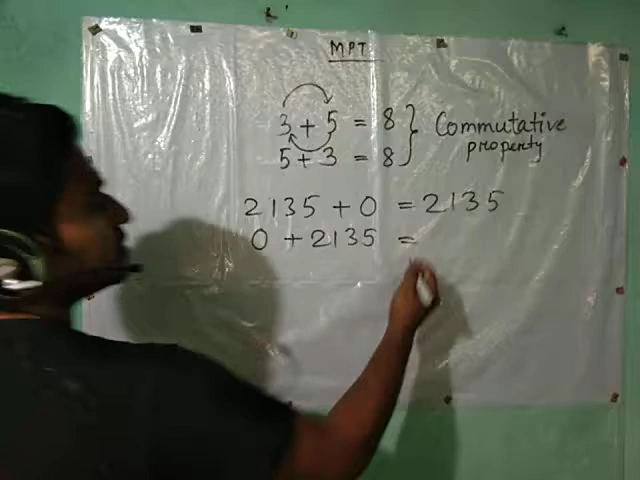 MPT
3 + 5 = 8
5 + 3 = 8
Commutative
property
2135 + 0 = 2135
0 + 2135 =